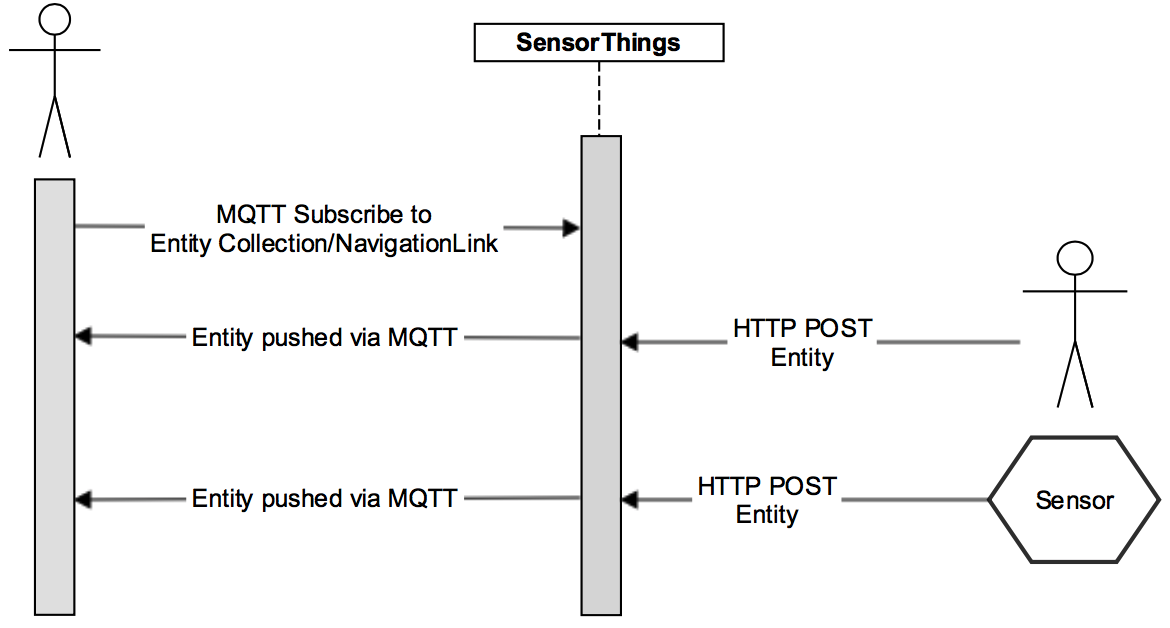 SensorThings
MQTT Subscribe to
Entity Collection/NavigationLink
Entity pushed via MQTT
HTTP POST
Entity
Entity pushed via MQTT
HTTP POST
Entity
Sensor